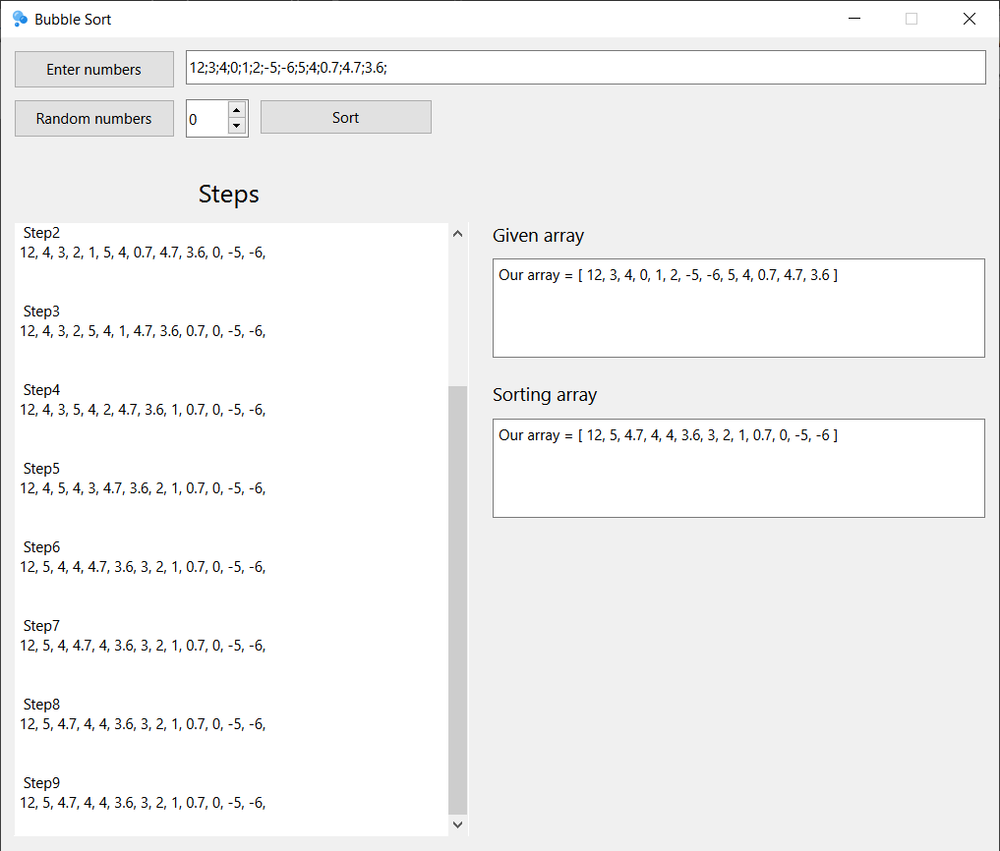 Bubble Sort
Enter numbers
12;3;4;0;1;2;-5;-6;5;4;0.7;4.7;3.6;
Random numbers
0
Sort
Steps
Step2
12, 4, 3, 2, 1, 5, 4, 0.7, 4.7, 3.6, 0, -5, -6,
Step3
12, 4, 3, 2, 5, 4, 1, 4.7, 3.6, 0.7, 0, -5, -6,
Step4
12, 4, 3, 5, 4, 2, 4.7, 3.6, 1, 0.7, 0, -5, -6,
Step5
12, 4, 5, 4, 3, 4.7, 3.6, 2, 1, 0.7, 0, -5, -6,
Step6
12, 5, 4, 4, 4.7, 3.6, 3, 2, 1, 0.7, 0, -5, -6,
Step7
12, 5, 4, 4.7, 4, 3.6, 3, 2, 1, 0.7, 0, -5, -6,
Step8
12, 5, 4.7, 4, 4, 3.6, 3, 2, 1, 0.7, 0, -5, -6,
Step9
12, 5, 4.7, 4, 4, 3.6, 3, 2, 1, 0.7, 0, -5, -6,
Given array
Our array = [ 12, 3, 4, 0, 1, 2, -5, -6, 5, 4, 0.7, 4.7, 3.6 ]
Sorting array
Our array = [ 12, 5, 4.7, 4, 4, 3.6, 3, 2, 1, 0.7, 0, -5, -6 ]